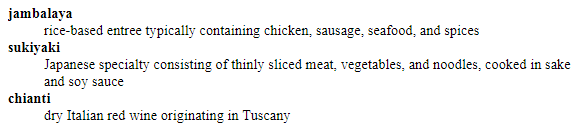 jambalaya
rice-based entree typically containing chicken, sausage, seafood, and spices
sukiyaki
Japanese specialty consisting of thinly sliced meat, vegetables, and noodles, cooked in sake
and soy sauce
chianti
dry Italian red wine originating in Tuscany